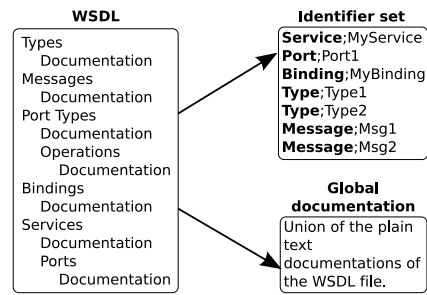 WSDL
Types
Documentation
Messages
Documentation
Port Types
Documentation
Operations
Documentation
Bindings
Documentation
Services
Documentation
Ports
Documentation
Identifier set
Service;MyService
Port;Port1
Binding;MyBinding
Type;Type1
Type;Type2
Message;Msg1
Message;Msg2
Global
documentation
Union of the plain
text
documentations of
the WSDL file.